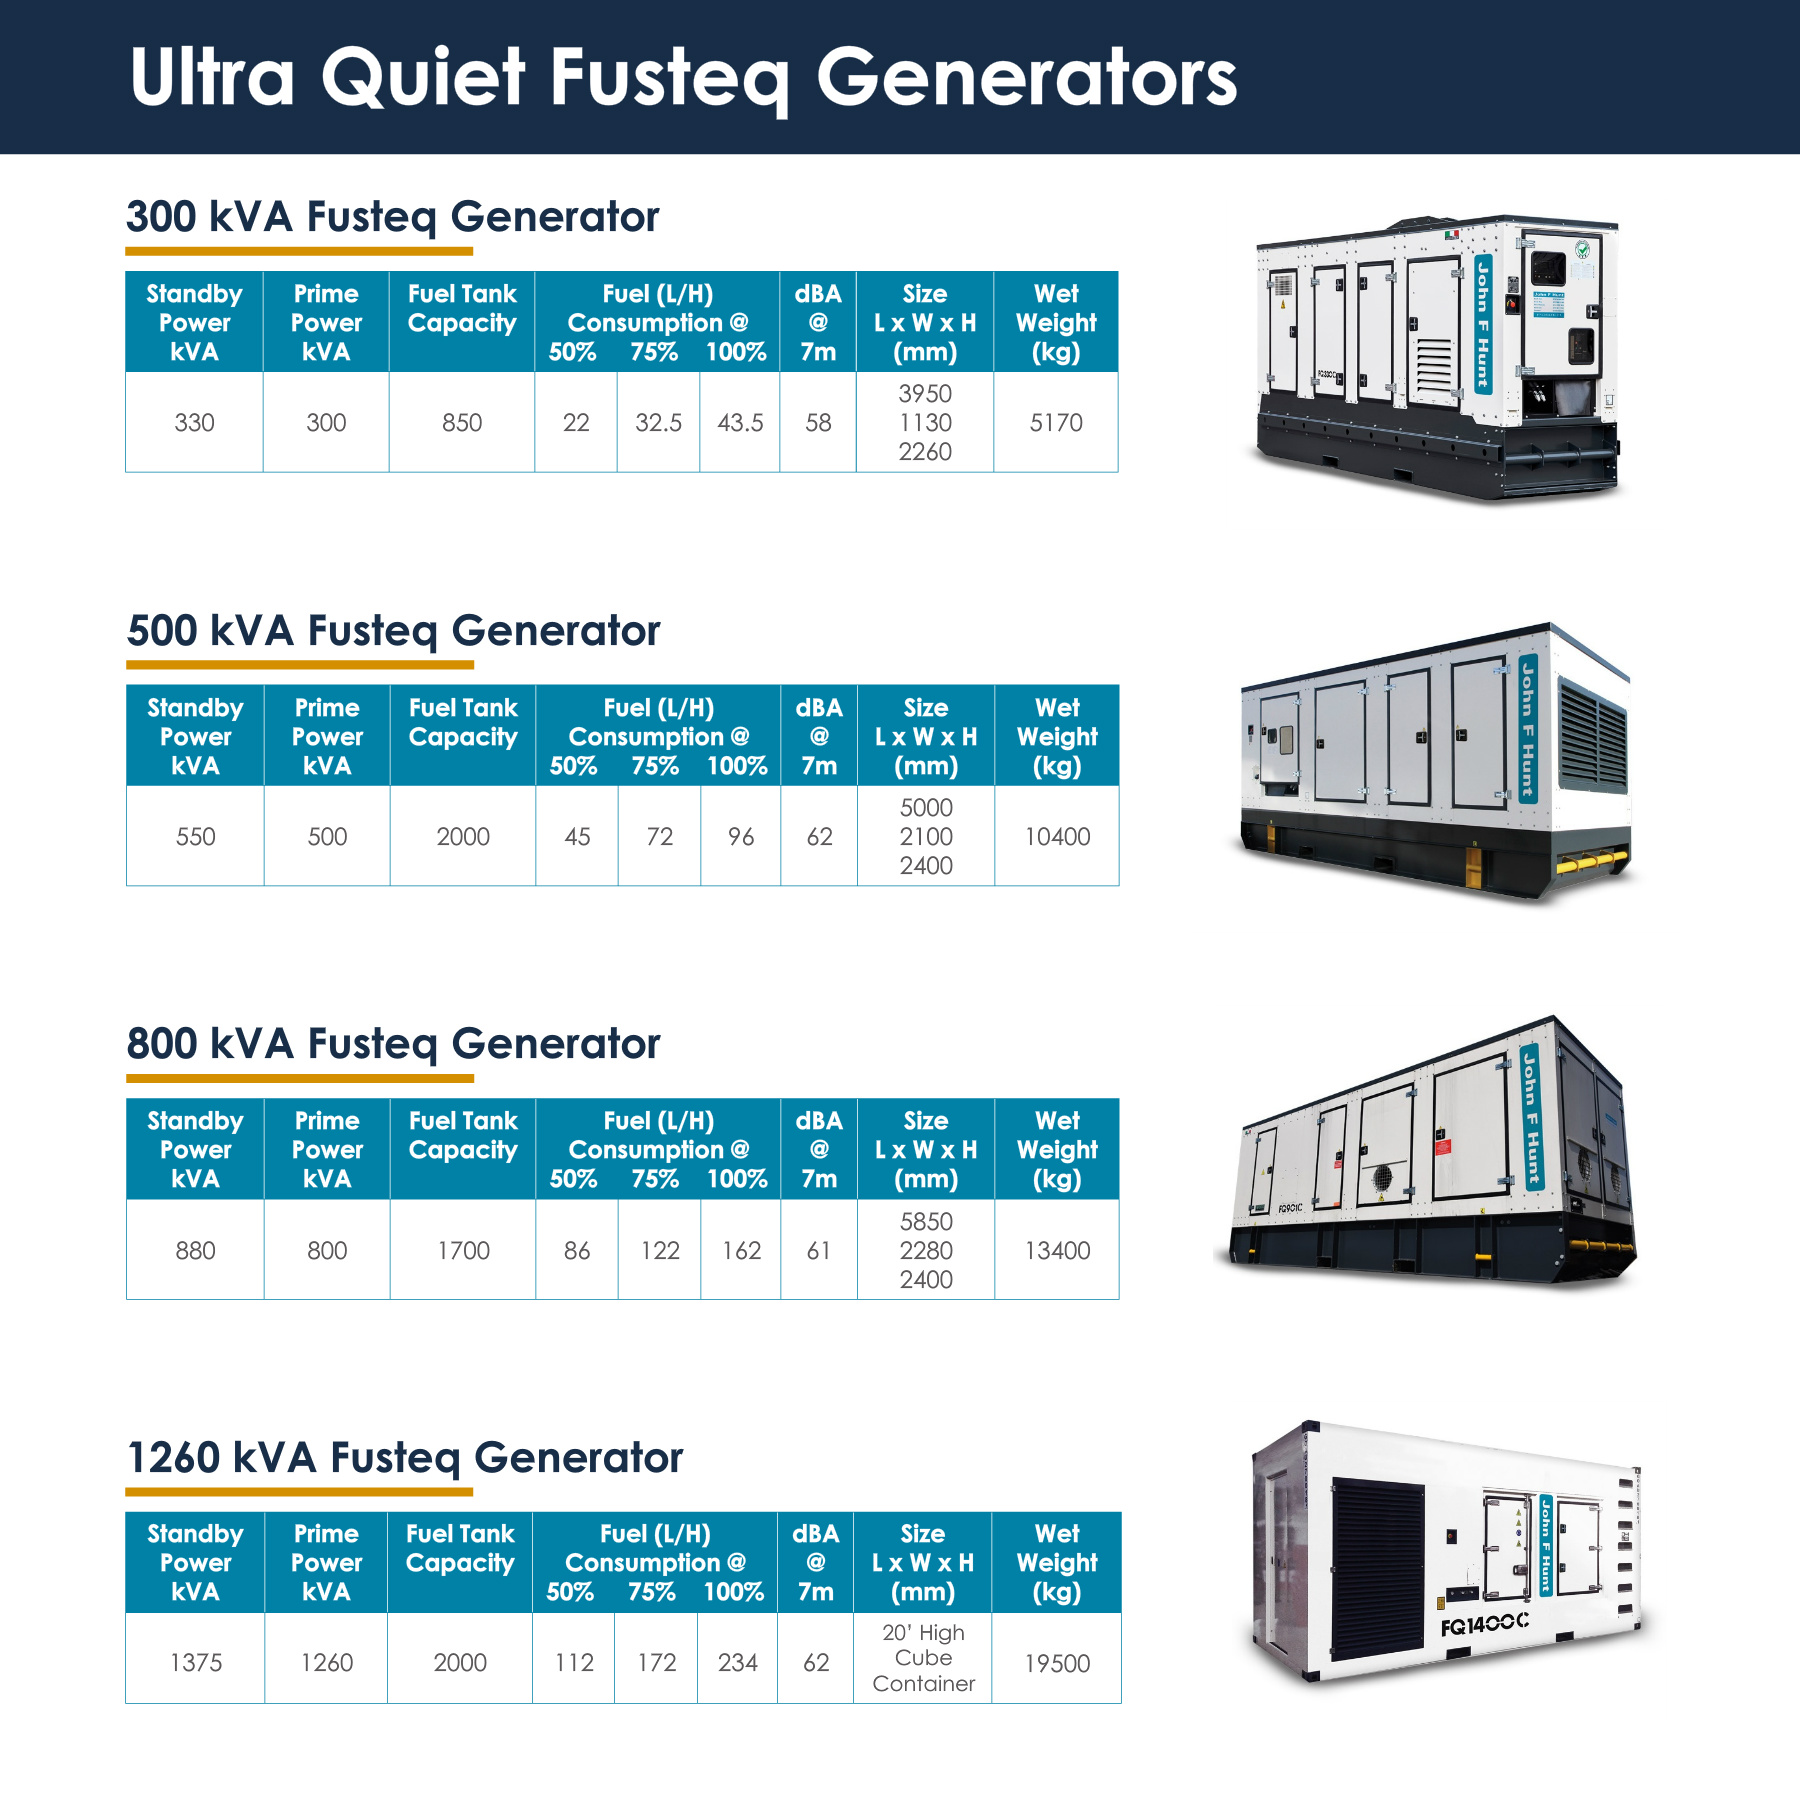 Ultra Quiet Fusteq Generators
300 kVA Fusteq Generator
Standby Power kVA
Prime Power kVA
Fuel Tank Capacity
Fuel (L/H) Consumption @
50% 75% 100%
dBA @ 7m
Size L x W x H (mm)
Wet Weight (kg)
330 300 850 22 32.5 43.5 58 3950 1130 2260 5170
John F Hunt
500 kVA Fusteq Generator
Standby Power kVA
Prime Power kVA
Fuel Tank Capacity
Fuel (L/H) Consumption @
50% 75% 100%
dBA @ 7m
Size L x W x H (mm)
Wet Weight (kg)
550 500 2000 45 72 96 62 5000 2100 2400 10400
John F Hunt
800 kVA Fusteq Generator
Standby Power kVA
Prime Power kVA
Fuel Tank Capacity
Fuel (L/H) Consumption @
50% 75% 100%
dBA @ 7m
Size L x W x H (mm)
Wet Weight (kg)
880 800 1700 86 122 162 61 5850 2280 2400 13400
John F Hunt
FQ901C
1260 kVA Fusteq Generator
Standby Power kVA
Prime Power kVA
Fuel Tank Capacity
Fuel (L/H) Consumption @
50% 75% 100%
dBA @ 7m
Size L x W x H (mm)
Wet Weight (kg)
1375 1260 2000 112 172 234 62 20’ High Cube Container 19500
John F Hunt
FQ1400C